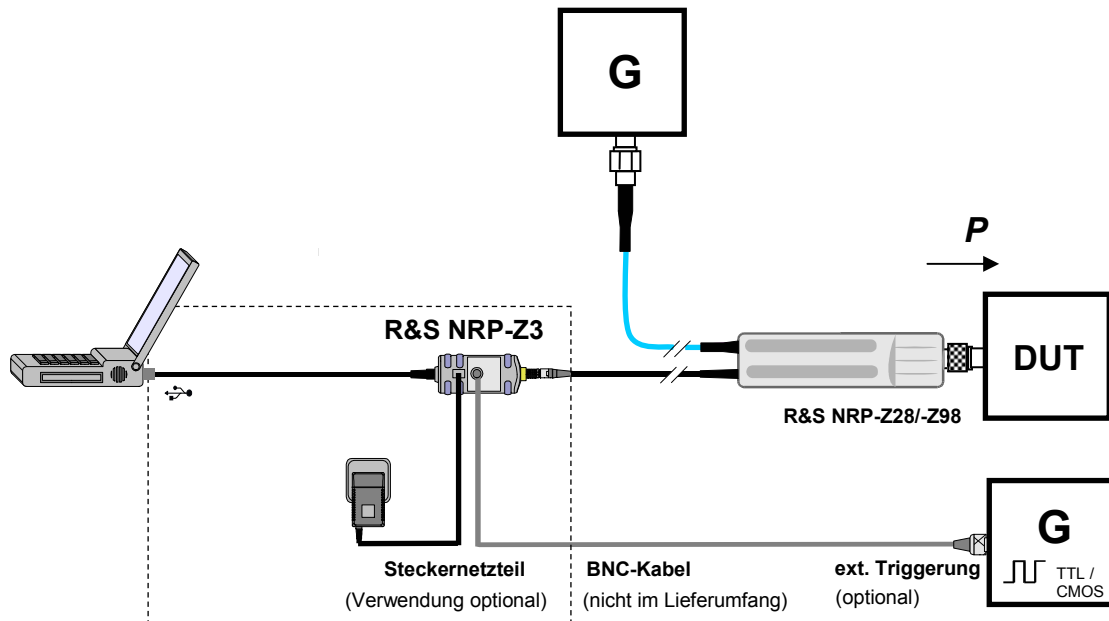 G
P
R&S NRP-Z3
DUT
R&S NRP-Z28/-Z98
G
TTL /
CMOS
Steckernetzteil
(Verwendung optional)
BNC-Kabel
(nicht im Lieferumfang)
ext. Triggerung
(optional)